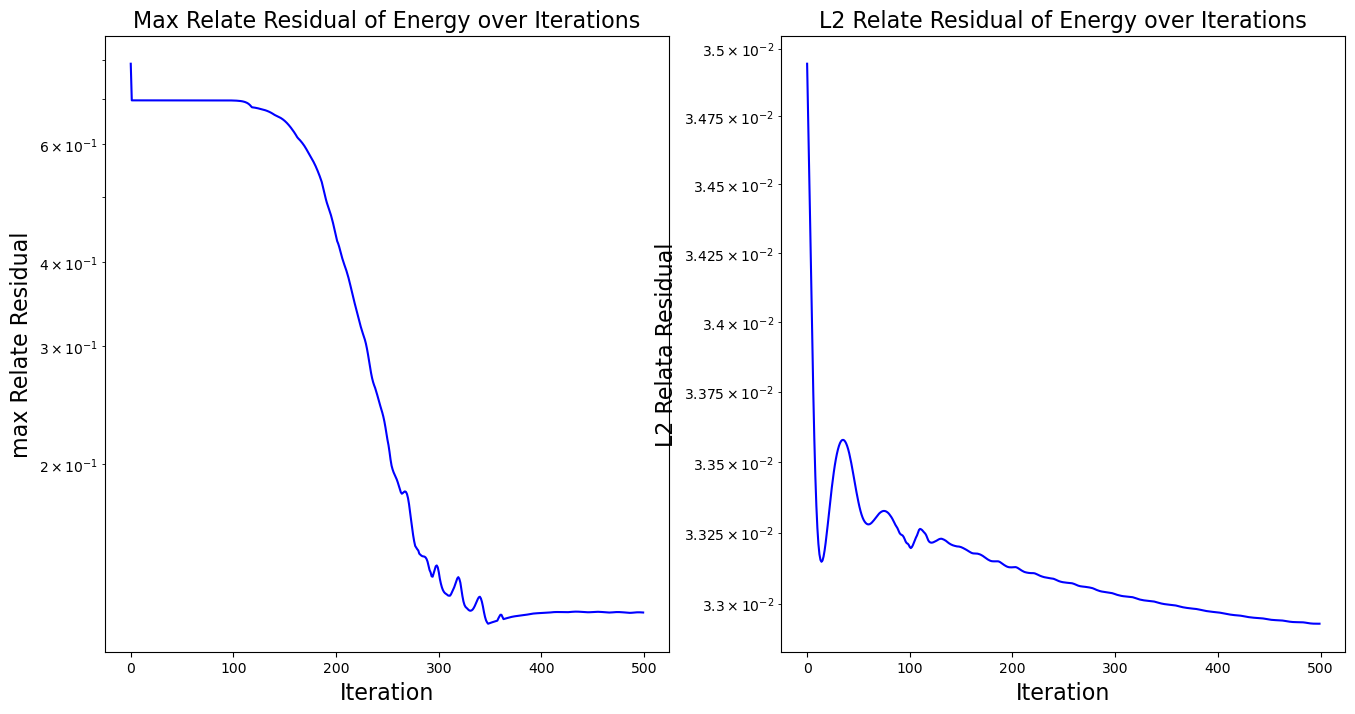 Max Relate Residual of Energy over Iterations
max Relate Residual
6 × 10⁻¹
4 × 10⁻¹
3 × 10⁻¹
2 × 10⁻¹
0 100 200 300 400 500
Iteration
L2 Relate Residual of Energy over Iterations
L2 Relata Residual
3.5 × 10⁻²
3.475 × 10⁻²
3.45 × 10⁻²
3.425 × 10⁻²
3.4 × 10⁻²
3.375 × 10⁻²
3.35 × 10⁻²
3.325 × 10⁻²
3.3 × 10⁻²
0 100 200 300 400 500
Iteration